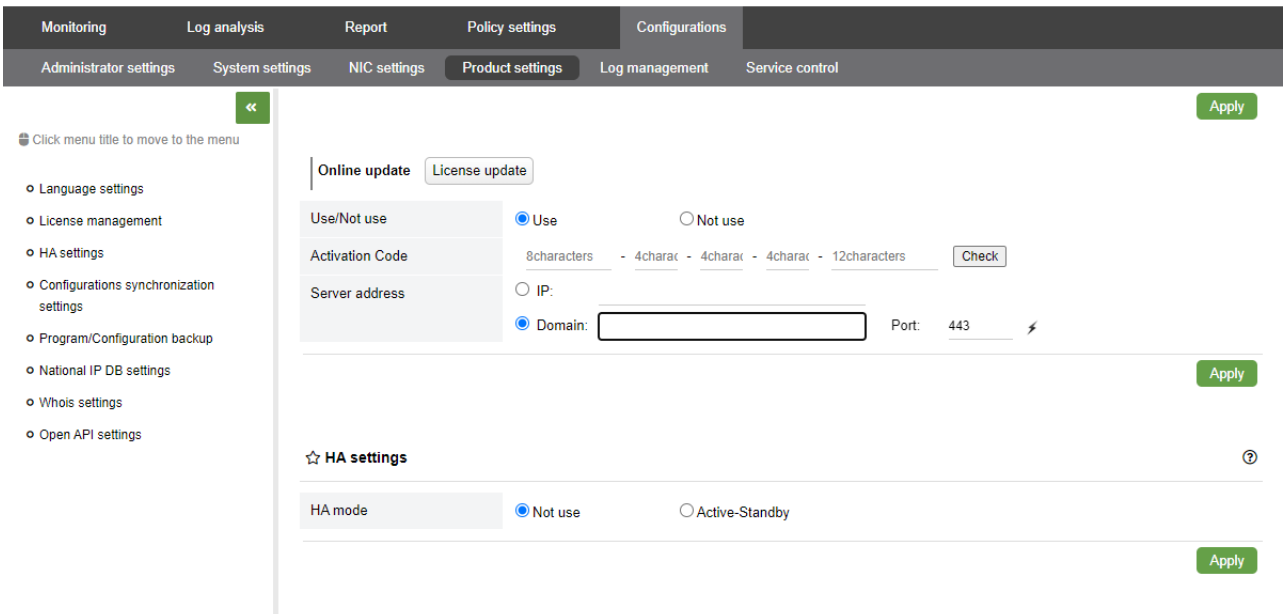 Monitoring Log analysis Report Policy settings Configurations
Administrator settings System settings NIC settings Product settings Log management Service control
«
Apply
Click menu title to move to the menu
Language settings
License management
HA settings
Configurations synchronization
settings
Program/Configuration backup
National IP DB settings
Whois settings
Open API settings
Online update License update
Use/Not use Use Not use
Activation Code 8characters - 4charac - 4charac - 4charac - 12characters Check
Server address IP:
Domain: Port: 443
Apply
HA settings ?
HA mode Not use Active-Standby
Apply